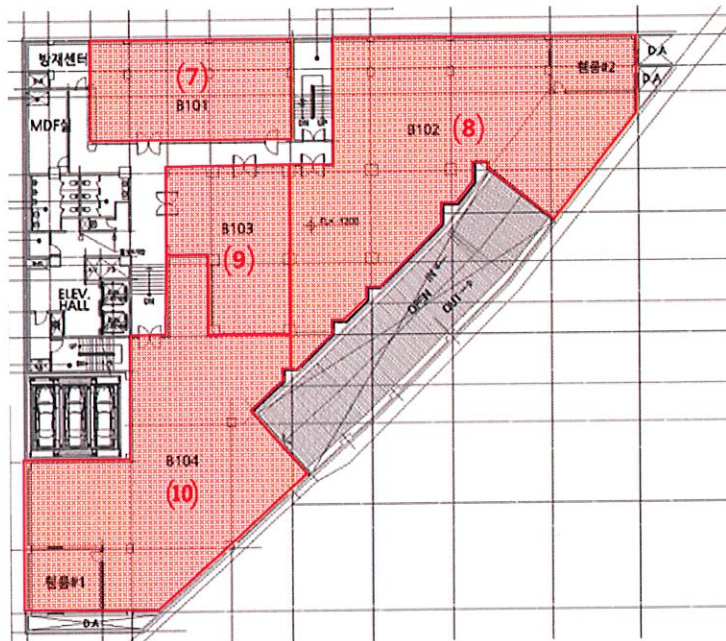 방재센터
(7)
B101
MDF실
DN UP
B102
(8)
휀룸#2
D.A
D.A
B103
(9)
ELEV.
HALL
DN
OPEN
IN
OUT
B104
(10)
휀룸#1
D.A